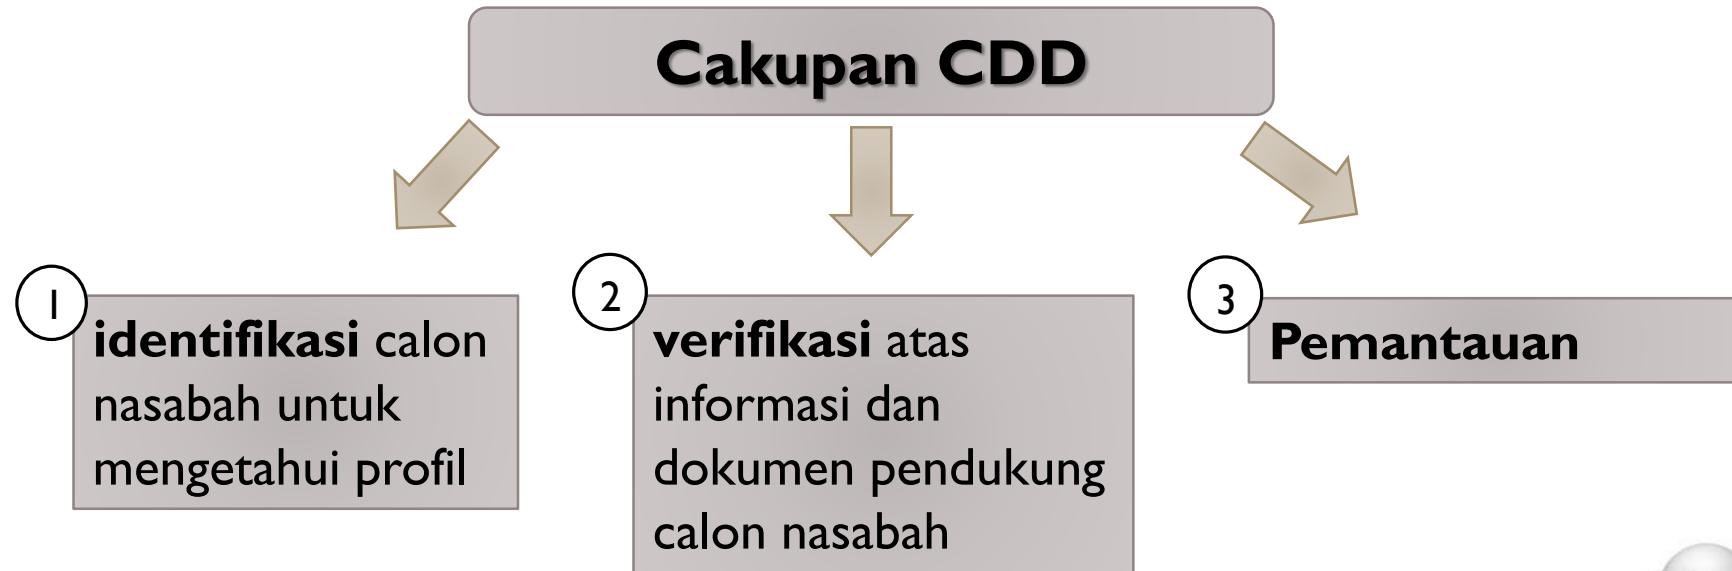 Cakupan CDD
1
identifikasi calon
nasabah untuk
mengetahui profil
2
verifikasi atas
informasi dan
dokumen pendukung
calon nasabah
3
Pemantauan